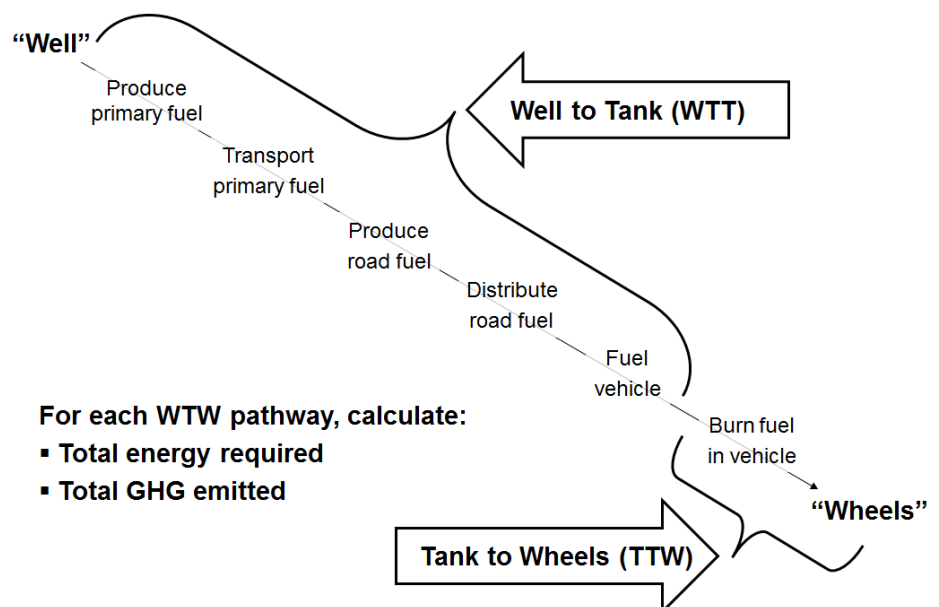 “Well”
Produce
primary fuel
Well to Tank (WTT)
Transport
primary fuel
Produce
road fuel
Distribute
road fuel
Fuel
vehicle
For each WTW pathway, calculate:
▪ Total energy required
▪ Total GHG emitted
Burn fuel
in vehicle
“Wheels”
Tank to Wheels (TTW)